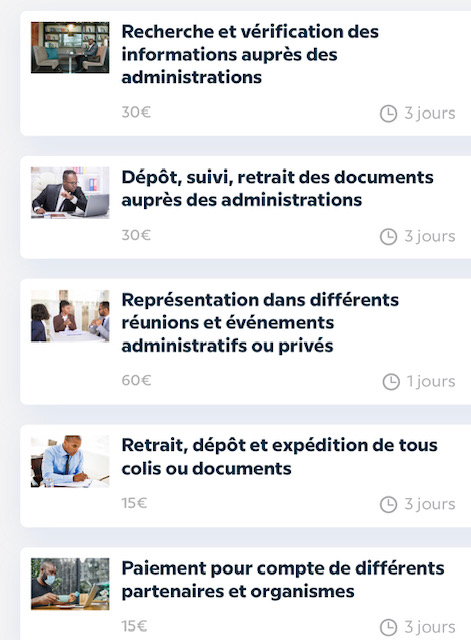 Recherche et vérification des
informations auprès des
administrations
30€
3 jours
Dépôt, suivi, retrait des documents
auprès des administrations
30€
3 jours
Représentation dans différents
réunions et événements
administratifs ou privés
60€
1 jours
Retrait, dépôt et expédition de tous
colis ou documents
15€
3 jours
Paiement pour compte de différents
partenaires et organismes
15€
3 jours